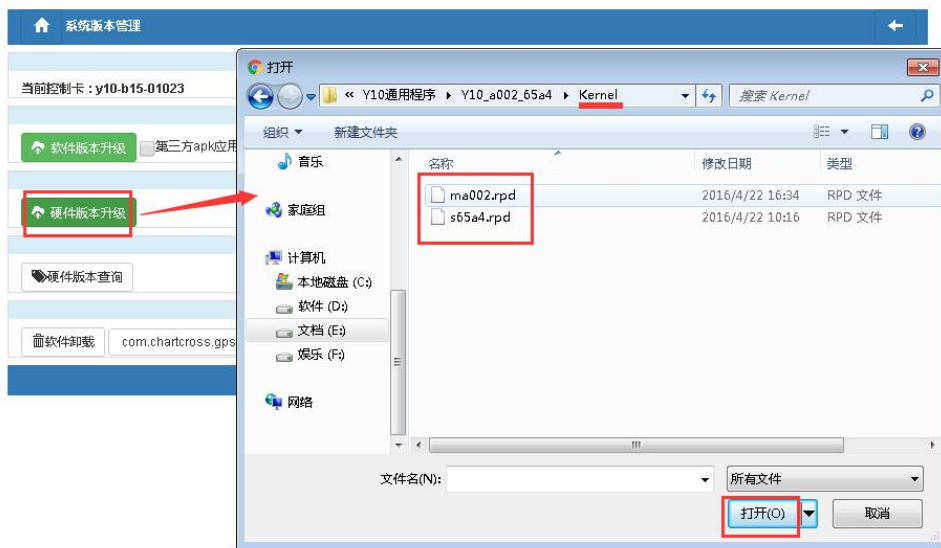 系统版本管理
当前控制卡：y10-b15-01023
软件版本升级
第三方apk应用
硬件版本升级
硬件版本查询
软件卸载
com.chartcross.gps
打开
« Y10通用程序 ▸ Y10_a002_65a4 ▸ Kernel
搜索 Kernel
组织 ▼ 新建文件夹
音乐
家庭组
计算机
本地磁盘 (C:)
软件 (D:)
文档 (E:)
娱乐 (F:)
网络
名称 修改日期 类型
ma002.rpd 2016/4/22 16:34 RPD 文件
s65a4.rpd 2016/4/22 10:16 RPD 文件
文件名(N):
所有文件
打开(O) 取消